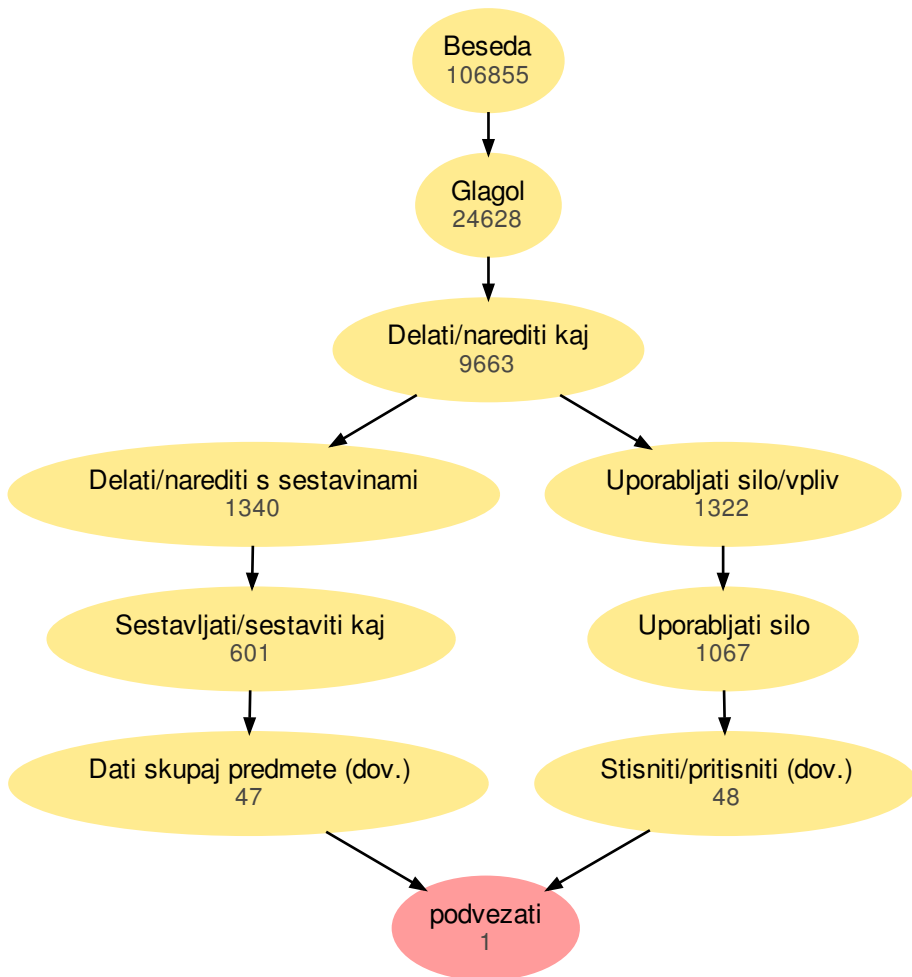 Beseda
106855
Glagol
24628
Delati/narediti kaj
9663
Delati/narediti s sestavinami
1340
Uporabljati silo/vpliv
1322
Sestavljati/sestaviti kaj
601
Uporabljati silo
1067
Dati skupaj predmete (dov.)
47
Stisniti/pritisniti (dov.)
48
podvezati
1